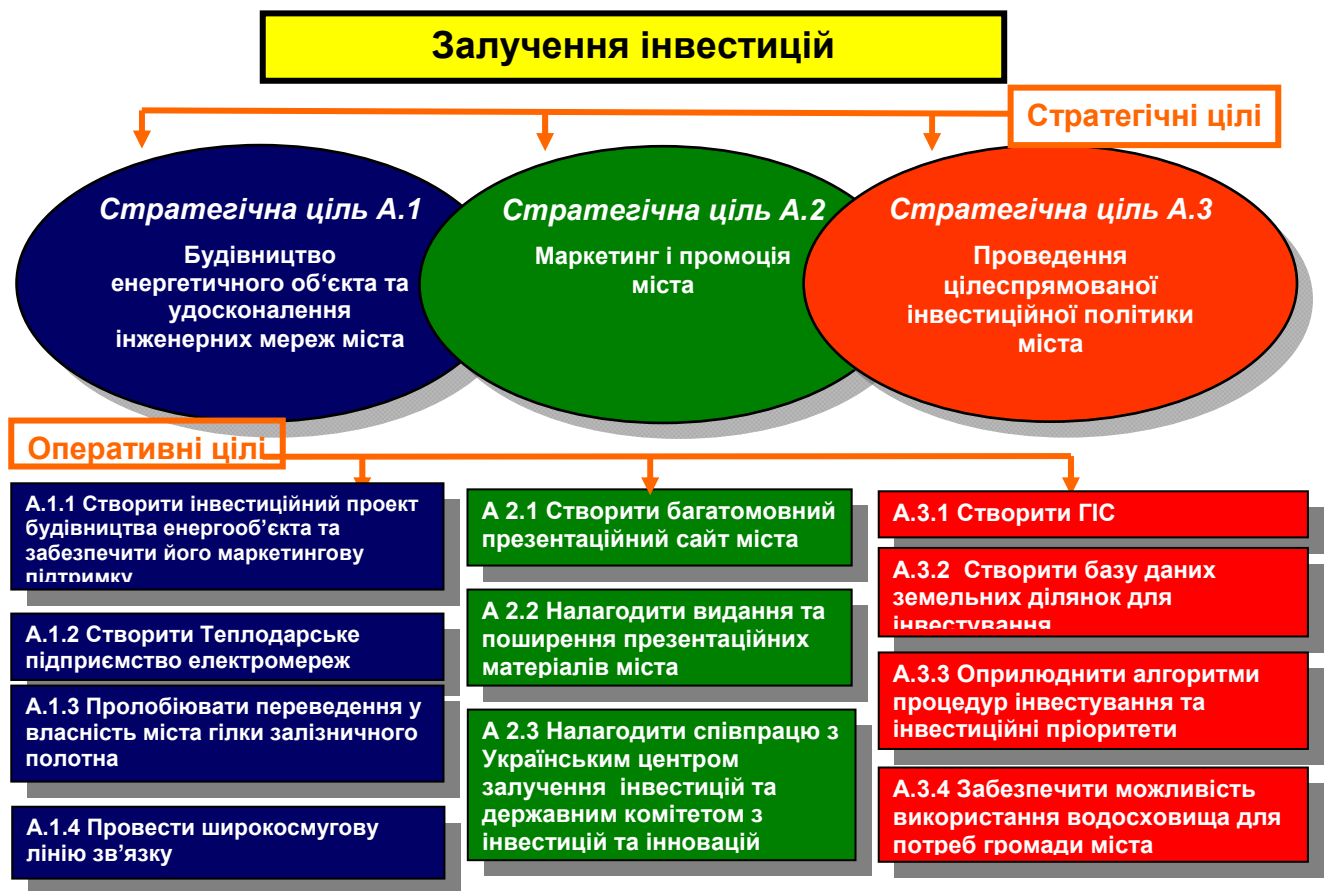 Залучення інвестицій
Стратегічні цілі
Стратегічна ціль А.1
Будівництво
енергетичного об‘єкта та
удосконалення
інженерних мереж міста
Стратегічна ціль А.2
Маркетинг і промоція
міста
Стратегічна ціль А.3
Проведення
цілеспрямованої
інвестиційної політики
міста
Оперативні цілі
А.1.1 Створити інвестиційний проект
будівництва енергооб’єкта та
забезпечити його маркетингову
підтримку
А.1.2 Створити Теплодарське
підприємство електромереж
А.1.3 Пролобіювати переведення у
власність міста гілки залізничного
полотна
А.1.4 Провести широкосмугову
лінію зв’язку
А 2.1 Створити багатомовний
презентаційний сайт міста
А 2.2 Налагодити видання та
поширення презентаційних
матеріалів міста
А 2.3 Налагодити співпрацю з
Українським центром
залучення  інвестицій та
державним комітетом з
інвестицій та інновацій
А.3.1 Створити ГІС
А.3.2  Створити базу даних
земельних ділянок для
інвестування
А.3.3 Оприлюднити алгоритми
процедур інвестування та
інвестиційні пріоритети
А.3.4 Забезпечити можливість
використання водосховища для
потреб громади міста